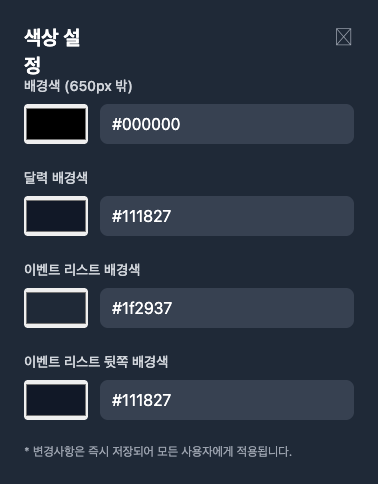 색상 설
정
배경색 (650px 밖)
#000000
달력 배경색
#111827
이벤트 리스트 배경색
#1f2937
이벤트 리스트 뒷쪽 배경색
#111827
* 변경사항은 즉시 저장되어 모든 사용자에게 적용됩니다.